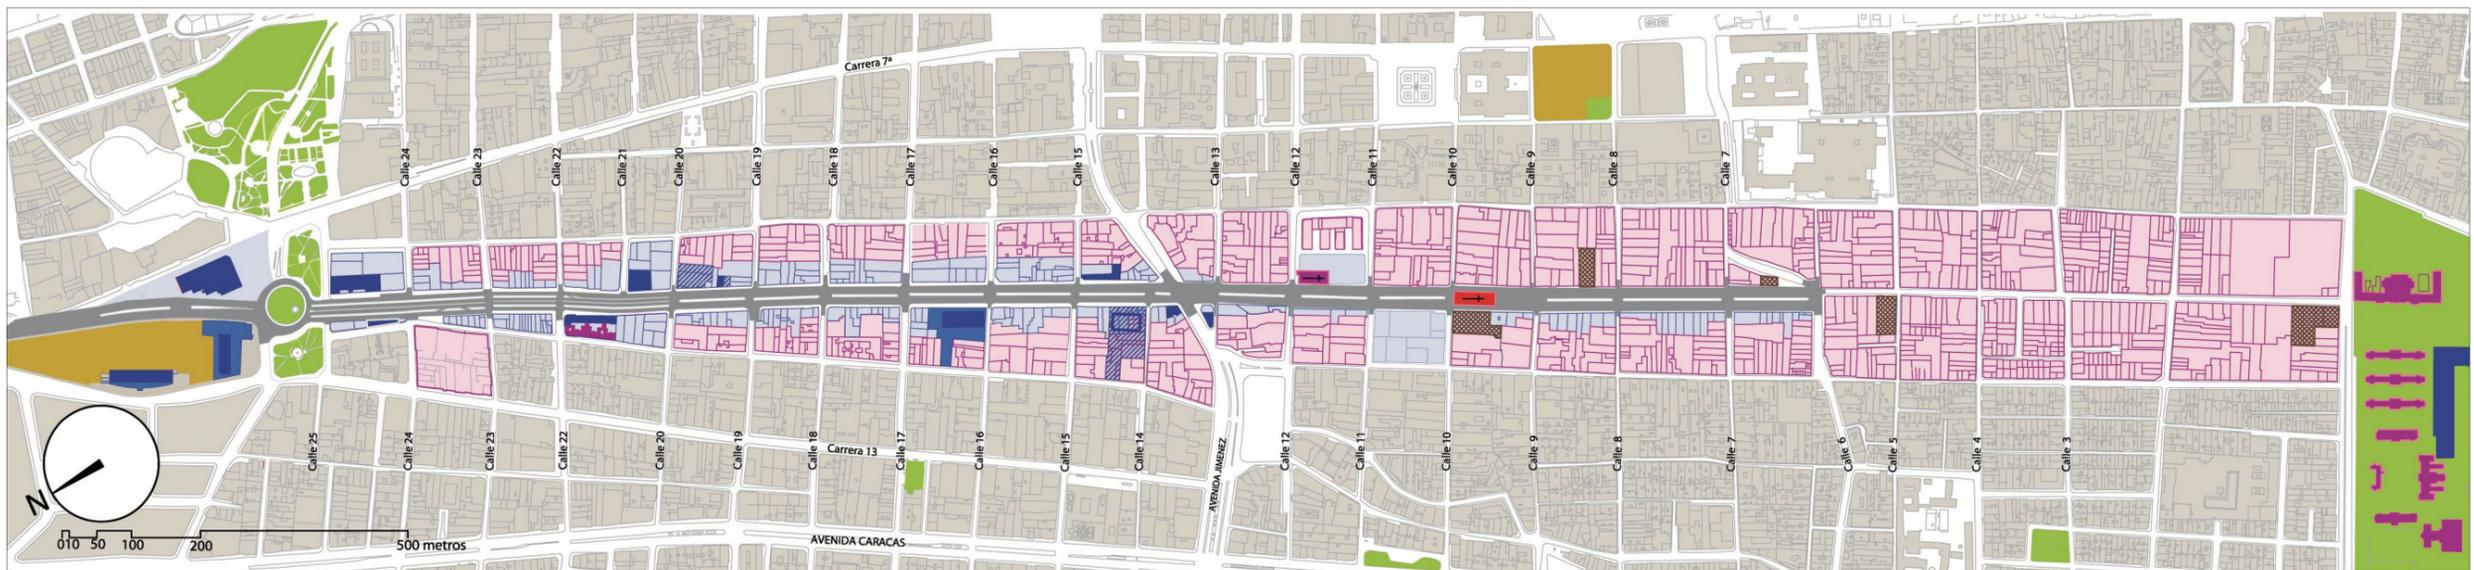 Carrera 7ª
Calle 24
Calle 23
Calle 22
Calle 21
Calle 20
Calle 19
Calle 18
Calle 17
Calle 16
Calle 15
Calle 13
Calle 12
Calle 11
Calle 10
Calle 9
Calle 8
Calle 7
Calle 25
Calle 24
Calle 23
Calle 22
Calle 20
Calle 19
Calle 18
Carrera 13
Calle 17
Calle 16
Calle 15
Calle 14
AVENIDA JIMENEZ
Calle 12
Calle 11
Calle 10
Calle 9
Calle 8
Calle 7
Calle 6
Calle 5
Calle 4
Calle 3
N
010 50 100 200 500 metros
AVENIDA CARACAS